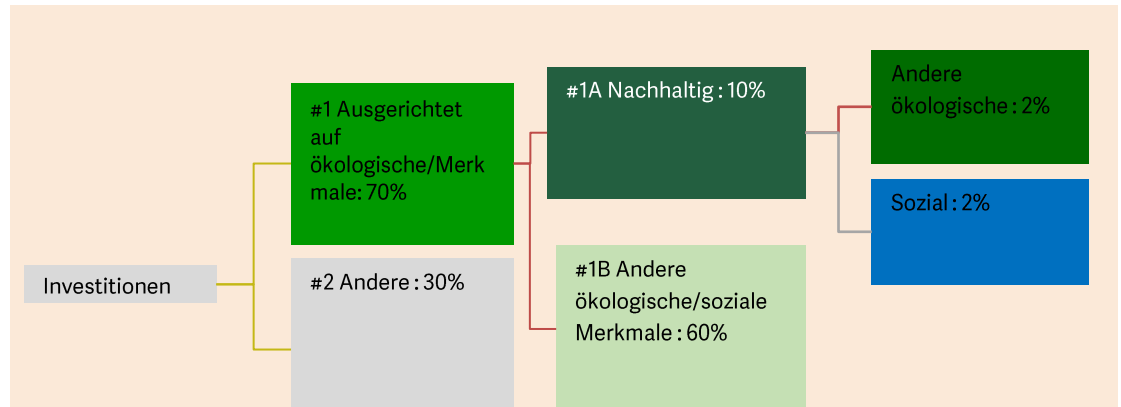 Investitionen
#1 Ausgerichtet
auf
ökologische/Merk
male: 70%
#2 Andere : 30%
#1A Nachhaltig : 10%
#1B Andere
ökologische/soziale
Merkmale : 60%
Andere
ökologische : 2%
Sozial : 2%